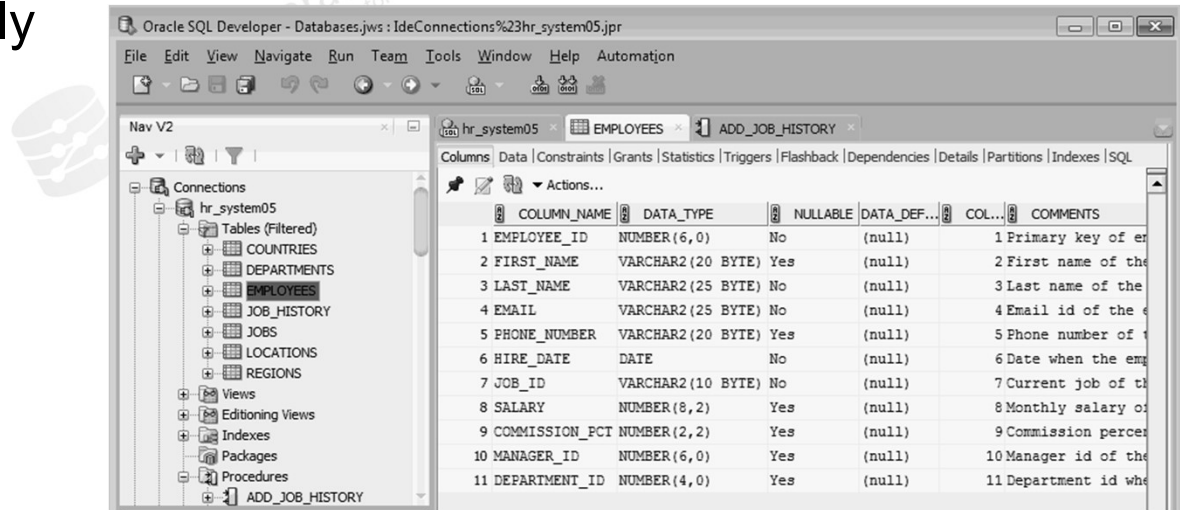 ly
Oracle SQL Developer - Databases.jws : IdeConnections%23hr_system05.jpr
File Edit View Navigate Run Team Tools Window Help Automation
Nav V2
Connections
hr_system05
Tables (Filtered)
COUNTRIES
DEPARTMENTS
EMPLOYEES
JOB_HISTORY
JOBS
LOCATIONS
REGIONS
Views
Editioning Views
Indexes
Packages
Procedures
ADD_JOB_HISTORY
hr_system05 EMPLOYEES ADD_JOB_HISTORY
Columns Data Constraints Grants Statistics Triggers Flashback Dependencies Details Partitions Indexes SQL
Actions...
COLUMN_NAME DATA_TYPE NULLABLE DATA_DEF... COL... COMMENTS
1 EMPLOYEE_ID NUMBER(6,0) No (null) 1 Primary key of
2 FIRST_NAME VARCHAR2(20 BYTE) Yes (null) 2 First name of the
3 LAST_NAME VARCHAR2(25 BYTE) No (null) 3 Last name of the
4 EMAIL VARCHAR2(25 BYTE) No (null) 4 Email id of the
5 PHONE_NUMBER VARCHAR2(20 BYTE) Yes (null) 5 Phone number of
6 HIRE_DATE DATE No (null) 6 Date when the emp
7 JOB_ID VARCHAR2(10 BYTE) No (null) 7 Current job of th
8 SALARY NUMBER(8,2) Yes (null) 8 Monthly salary
9 COMMISSION_PCT NUMBER(2,2) Yes (null) 9 Commission percen
10 MANAGER_ID NUMBER(6,0) Yes (null) 10 Manager id of the
11 DEPARTMENT_ID NUMBER(4,0) Yes (null) 11 Department id whe